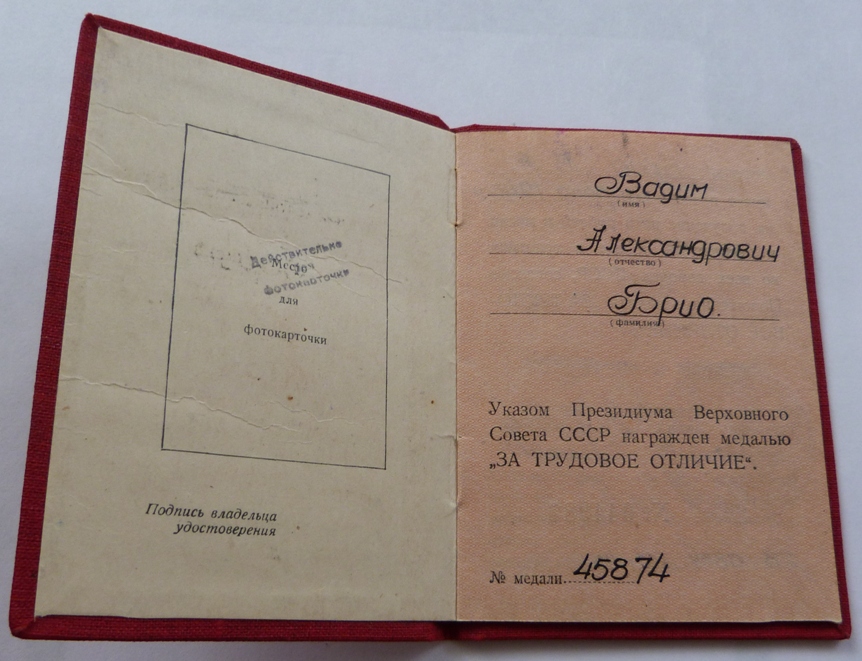 Действительно
Место
для
фотокарточки
фотокарточки
Подпись владельца
удостоверения
Вадим
(имя)
Александрович
(отчество)
Брио.
(фамилия)
Указом Президиума Верховного
Совета СССР награжден медалью
„ЗА ТРУДОВОЕ ОТЛИЧИЕ“.
№ медали 45874